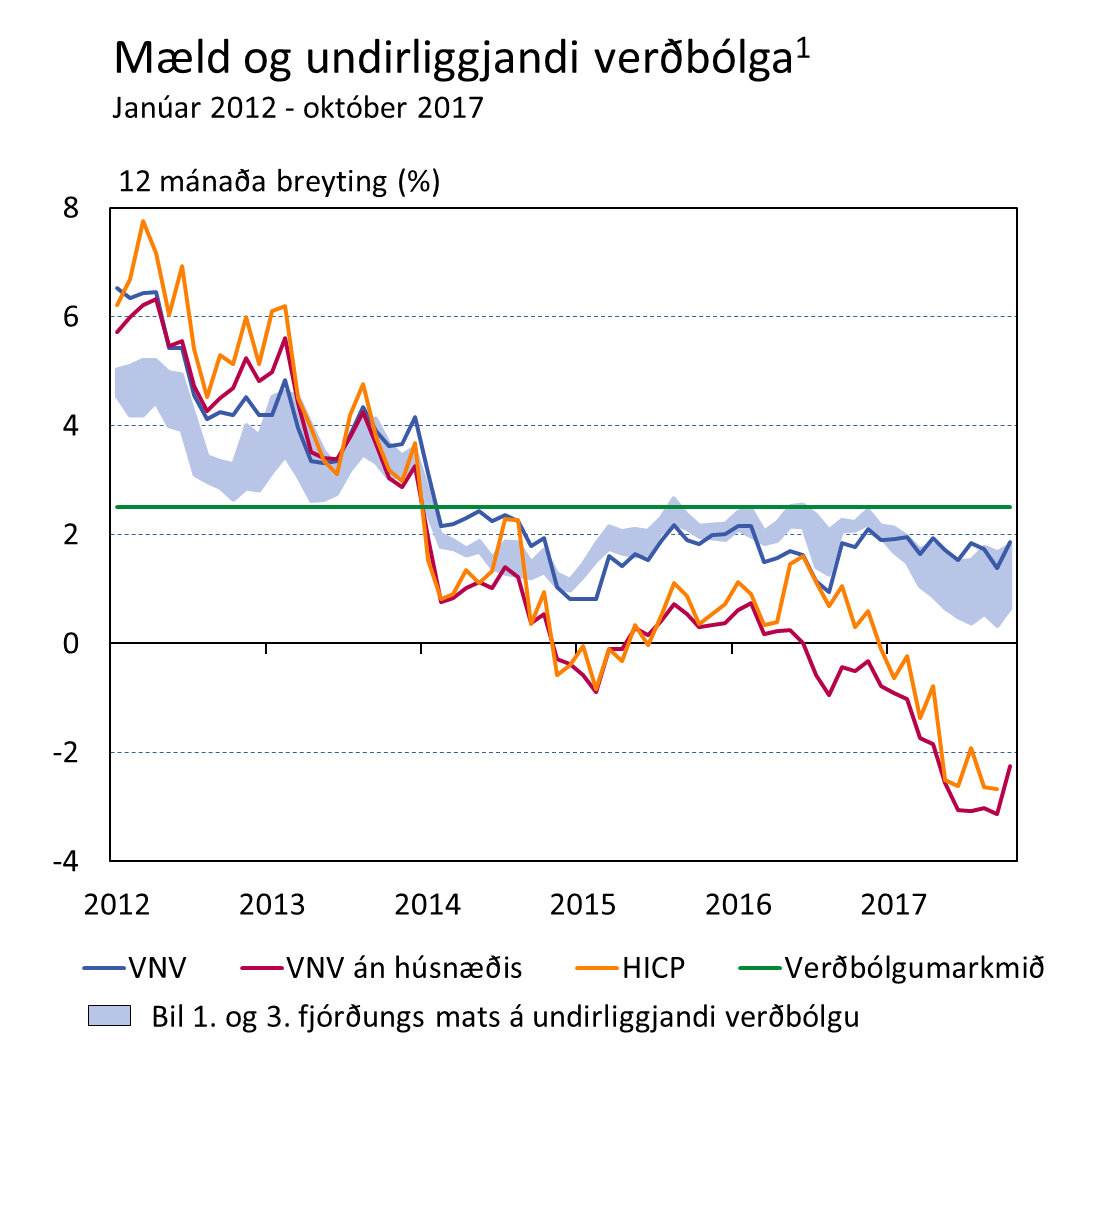 Mæld og undirliggjandi verðbólga¹
Janúar 2012 - október 2017
12 mánaða breyting (%)
8
6
4
2
0
-2
-4
2012 2013 2014 2015 2016 2017
VNV VNV án húsnæðis HICP Verðbólgumarkmið
Bil 1. og 3. fjórðungs mats á undirliggjandi verðbólgu